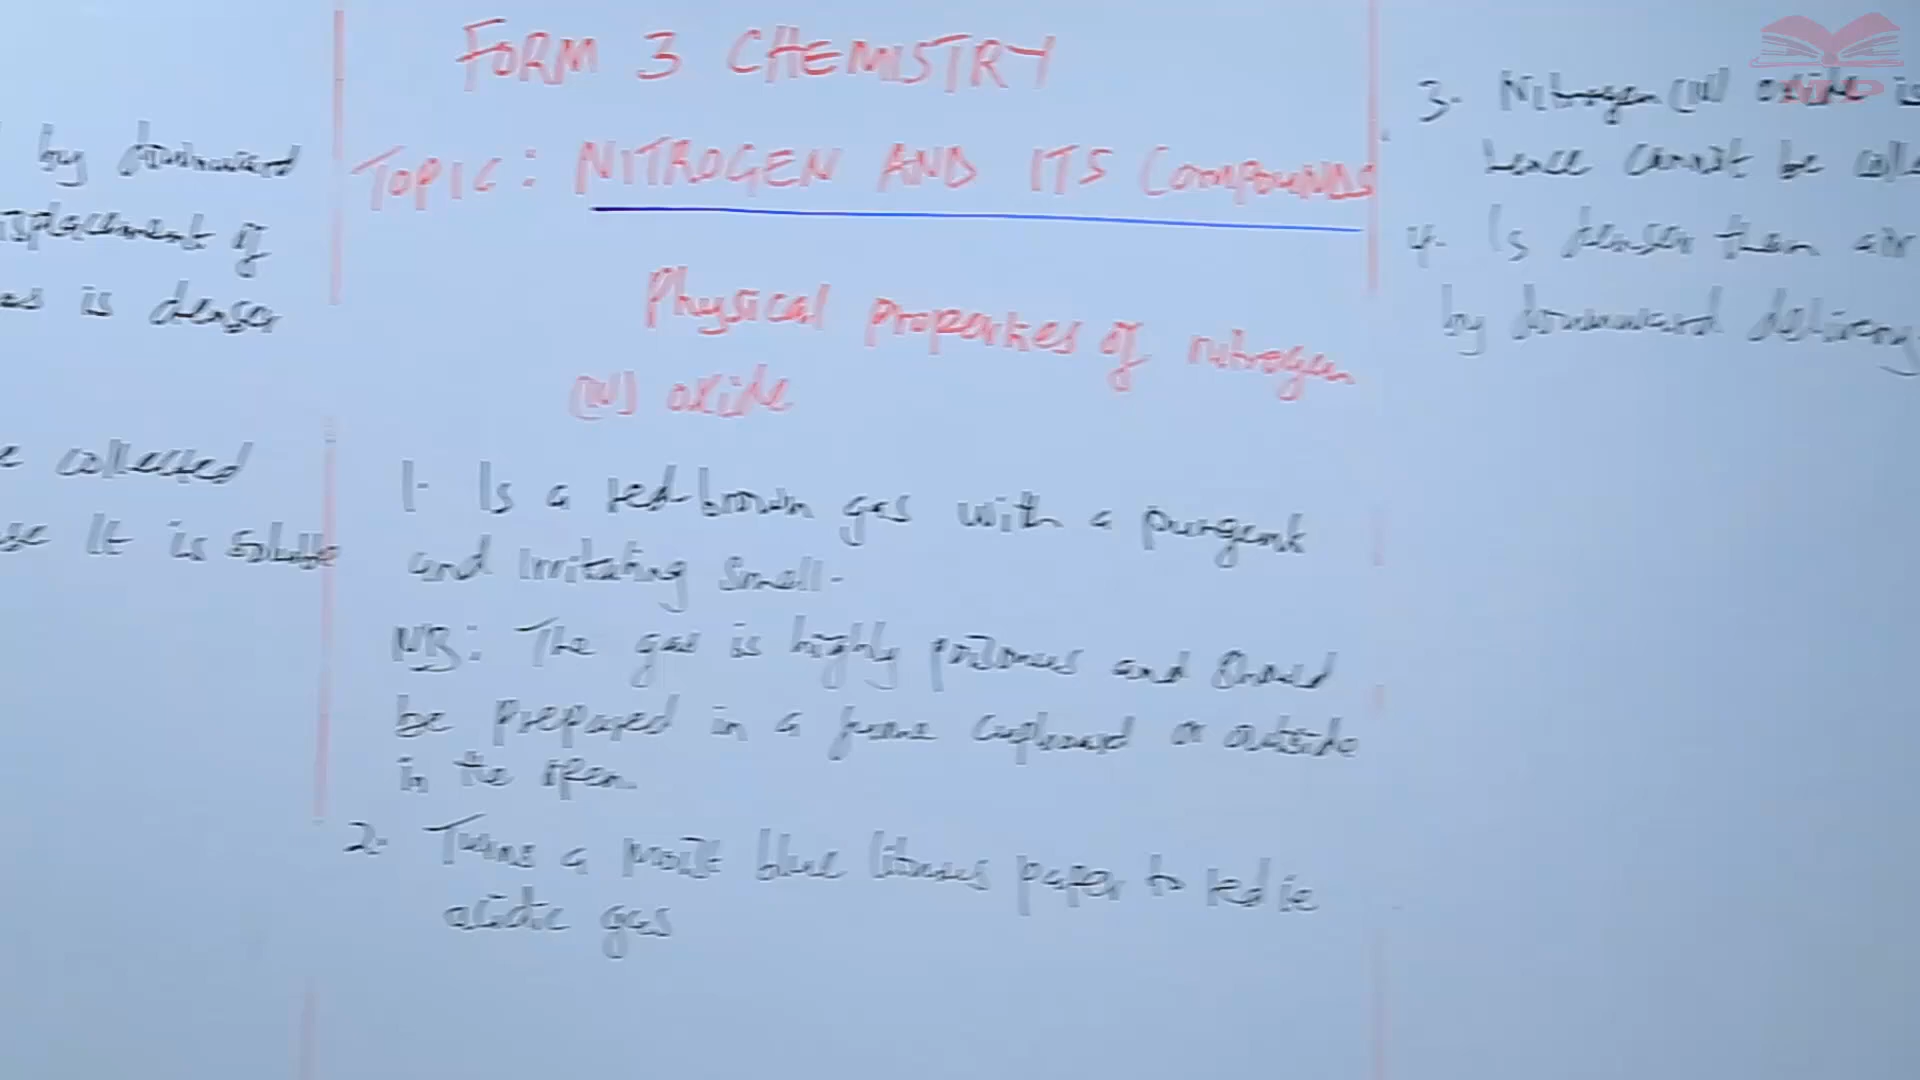 by downward
isplacement of
as is denser
e collected
se It is soluble
FORM 3 CHEMISTRY
TOPIC: NITROGEN AND ITS COMPOUNDS
Physical properties of nitrogen
(IV) oxide
1. Is a red-brown gas with a pungent
and irritating smell.
NB: The gas is highly poisonous and should
be prepared in a fume cupboard or outside
in the open.
2. Turns a moist blue litmus paper to red ie
acidic gas
3. Nitrogen (IV) oxide is
hence cannot be colle
4. Is denser than air
by downward delivery